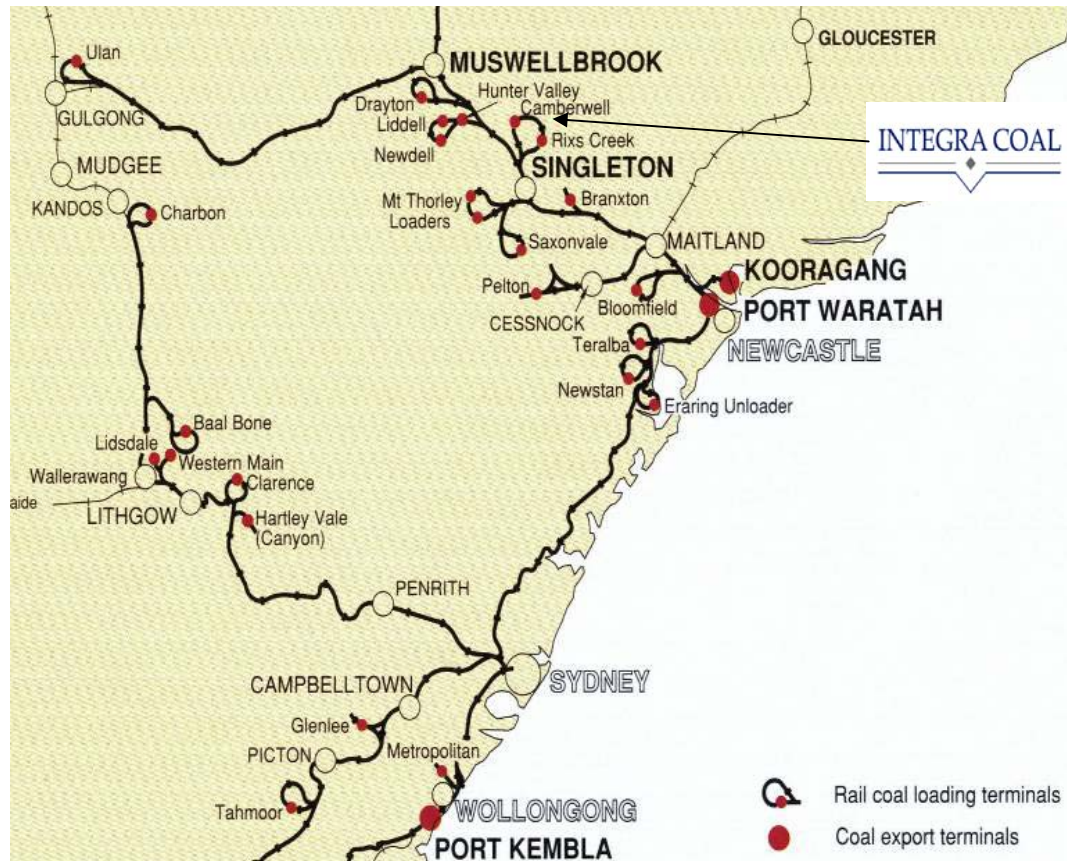 Ulan
GLOUCESTER
MUSWELLBROOK
Hunter Valley
Drayton
Camberwell
GULGONG
Liddell
INTEGRA COAL
Newdell
Rixs Creek
MUDGEE
SINGLETON
KANDOS
Charbon
Mt Thorley
Loaders
Branxton
Saxonvale
MAITLAND
KOORAGANG
Pelton
Bloomfield
CESSNOCK
PORT WARATAH
Teralba
NEWCASTLE
Newstan
Eraring Unloader
Baal Bone
Lidsdale
Western Main
Wallerawang
Clarence
aide
LITHGOW
Hartley Vale
(Canyon)
PENRITH
SYDNEY
CAMPBELLTOWN
Glenlee
PICTON
Metropolitan
Tahmoor
WOLLONGONG
PORT KEMBLA
Rail coal loading terminals
Coal export terminals